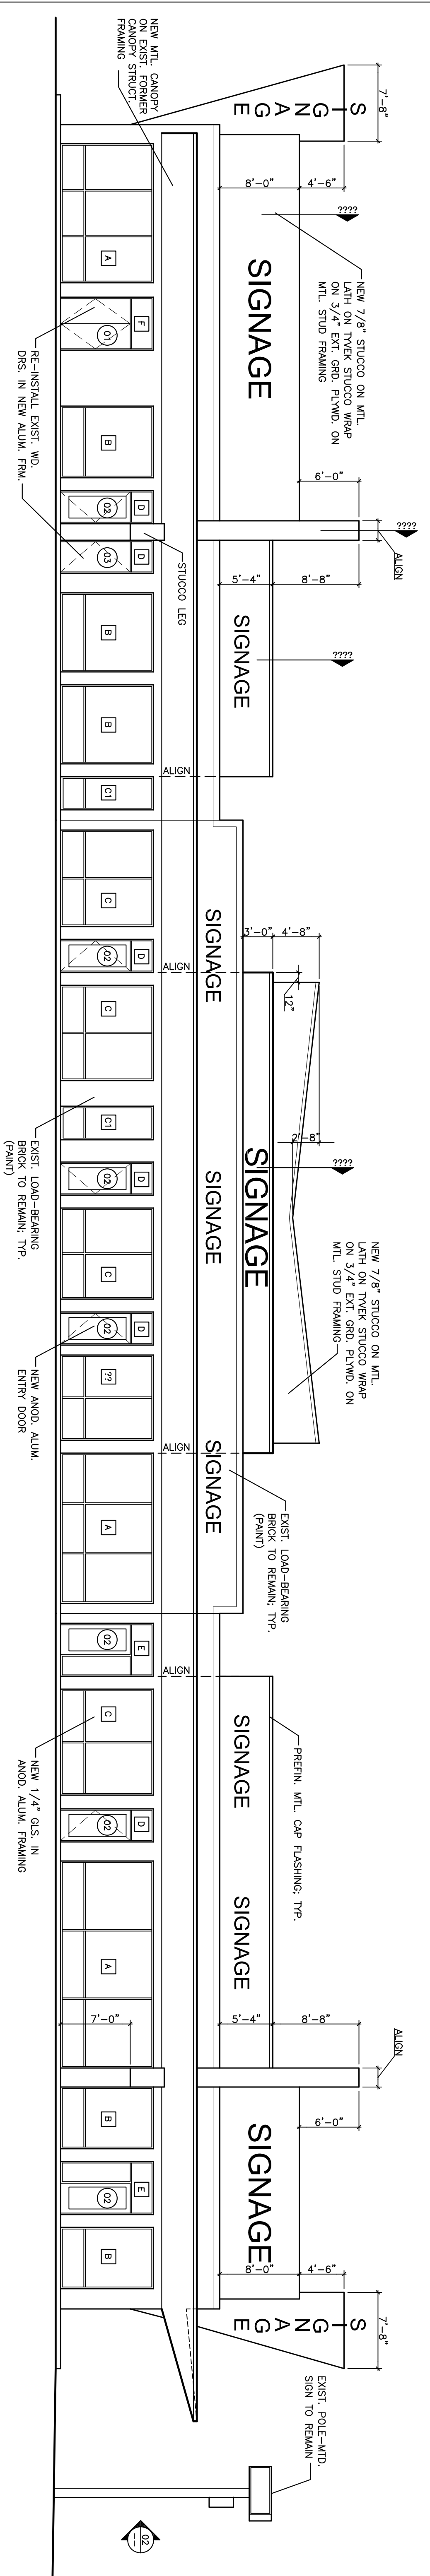 7'-8"
SIGNAGE
4'-6"
8'-0"
????
NEW 7/8" STUCCO ON MTL.
LATH ON TYVEK STUCCO WRAP
ON 3/4" EXT. GRD. PLYWD. ON
MTL. STUD FRAMING
SIGNAGE
NEW MTL. CANOPY
ON EXIST. FORMER
CANOPY STRUCT.
FRAMING
6'-0"
????
ALIGN
5'-4"
8'-8"
SIGNAGE
????
STUCCO LEG
ALIGN
3'-0"
4'-8"
12"
2'-8"
????
SIGNAGE
ALIGN
SIGNAGE
SIGNAGE
SIGNAGE
NEW 7/8" STUCCO ON MTL.
LATH ON TYVEK STUCCO WRAP
ON 3/4" EXT. GRD. PLYWD. ON
MTL. STUD FRAMING
ALIGN
EXIST. LOAD-BEARING
BRICK TO REMAIN; TYP.
(PAINT)
ALIGN
SIGNAGE
PREFIN. MTL. CAP FLASHING; TYP.
SIGNAGE
5'-4"
8'-8"
ALIGN
6'-0"
7'-0"
SIGNAGE
8'-0"
4'-6"
7'-8"
SIGNAGE
EXIST. POLE-MTD.
SIGN TO REMAIN
02
--
A
F
01
B
D
02
D
03
B
B
C1
C
D
02
C
C1
D
02
C
D
02
??
A
E
02
C
D
02
A
B
E
02
B
RE-INSTALL EXIST. WD.
DRS. IN NEW ALUM. FRM.
EXIST. LOAD-BEARING
BRICK TO REMAIN; TYP.
(PAINT)
NEW ANOD. ALUM.
ENTRY DOOR
NEW 1/4" GLS. IN
ANOD. ALUM. FRAMING